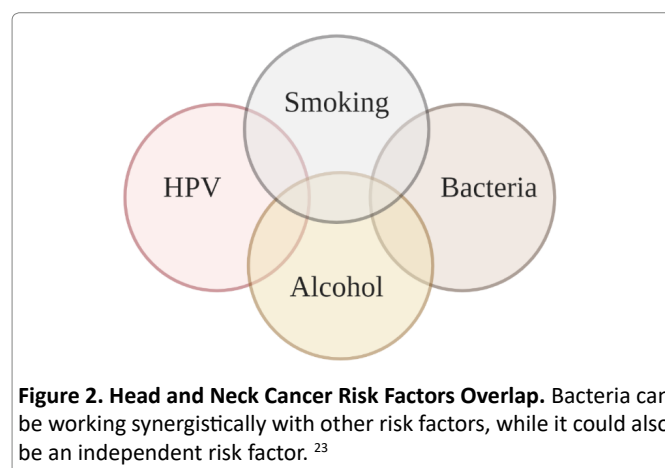 Smoking
HPV
Bacteria
Alcohol
Figure 2. Head and Neck Cancer Risk Factors Overlap. Bacteria can
be working synergistically with other risk factors, while it could also
be an independent risk factor. 23